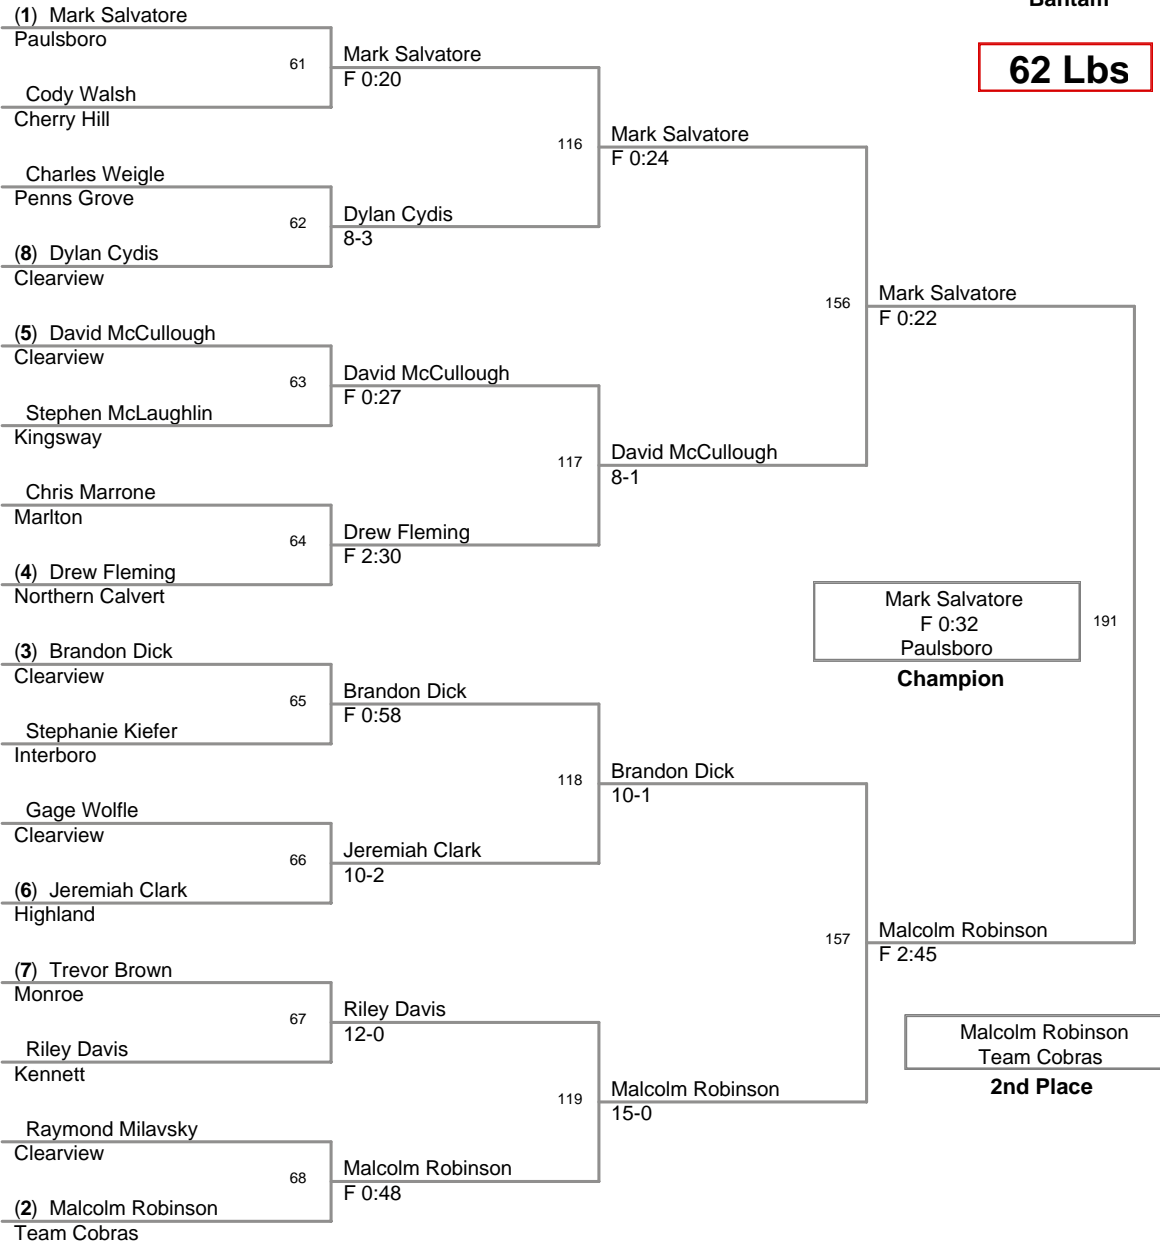 Bantam
62 Lbs
(1) Mark Salvatore
Paulsboro
61
Cody Walsh
Cherry Hill
Charles Weigle
Penns Grove
62
(8) Dylan Cydis
Clearview
(5) David McCullough
Clearview
63
Stephen McLaughlin
Kingsway
Chris Marrone
Marlton
64
(4) Drew Fleming
Northern Calvert
(3) Brandon Dick
Clearview
65
Stephanie Kiefer
Interboro
Gage Wolfle
Clearview
66
(6) Jeremiah Clark
Highland
(7) Trevor Brown
Monroe
67
Riley Davis
Kennett
Raymond Milavsky
Clearview
68
(2) Malcolm Robinson
Team Cobras
Mark Salvatore
F 0:20
116
Dylan Cydis
8-3
David McCullough
F 0:27
117
Drew Fleming
F 2:30
Brandon Dick
F 0:58
118
Jeremiah Clark
10-2
Riley Davis
12-0
119
Malcolm Robinson
F 0:48
Mark Salvatore
F 0:24
156
David McCullough
8-1
Brandon Dick
10-1
157
Malcolm Robinson
15-0
Mark Salvatore
F 0:22
191
Malcolm Robinson
F 2:45
Mark Salvatore
F 0:32
Paulsboro
Champion
Malcolm Robinson
Team Cobras
2nd Place